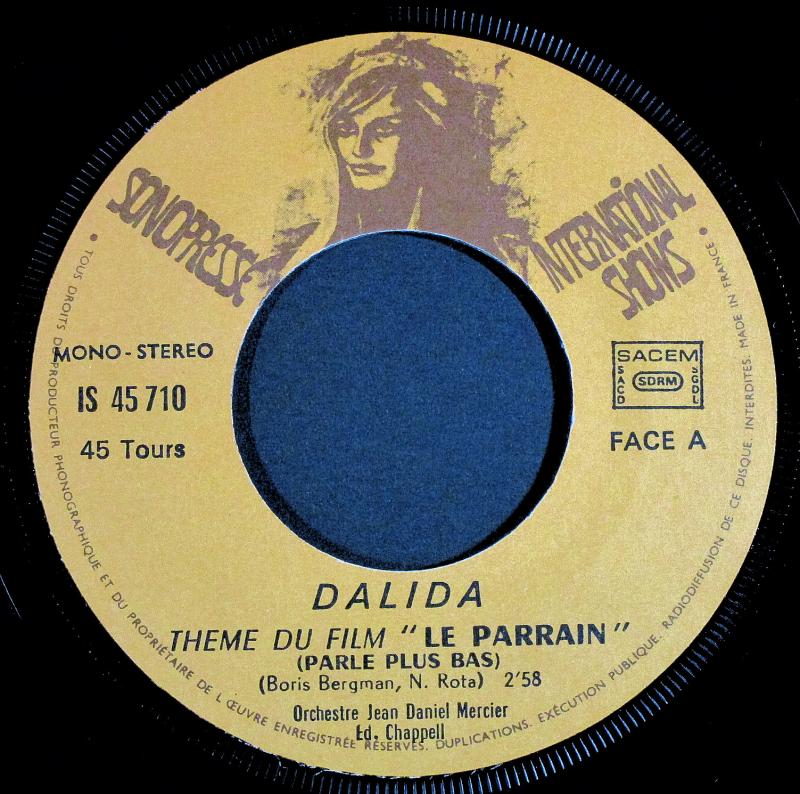 SONOPRESSE
INTERNATIONAL
SHOWS
MONO-STEREO
IS 45 710
45 Tours
SACEM
SACD
SDRM
SGDL
FACE A
DALIDA
THEME DU FILM "LE PARRAIN"
(PARLE PLUS BAS)
(Boris Bergman, N. Rota) 2'58
Orchestre Jean Daniel Mercier
Ed. Chappell
• TOUS DROITS DU PRODUCTEUR PHONOGRAPHIQUE ET DU PROPRIÉTAIRE DE L ŒUVRE ENREGISTRÉE RÉSERVÉS. DUPLICATIONS. EXÉCUTION PUBLIQUE. RADIODIFFUSION DE CE DISQUE. INTERDITES. MADE IN FRANCE •